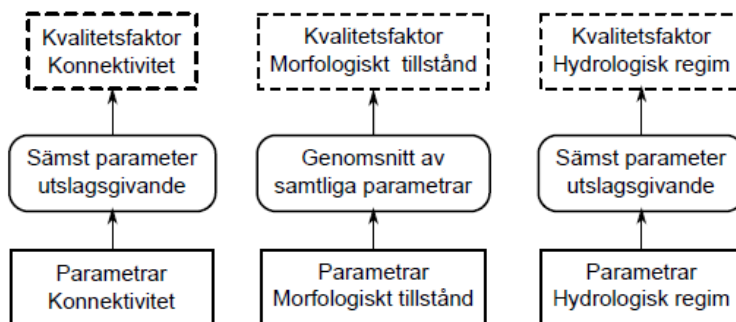 Kvalitetsfaktor
Konnektivitet
Kvalitetsfaktor
Morfologiskt tillstånd
Kvalitetsfaktor
Hydrologisk regim
Sämst parameter
utslagsgivande
Genomsnitt av
samtliga parametrar
Sämst parameter
utslagsgivande
Parametrar
Konnektivitet
Parametrar
Morfologiskt tillstånd
Parametrar
Hydrologisk regim